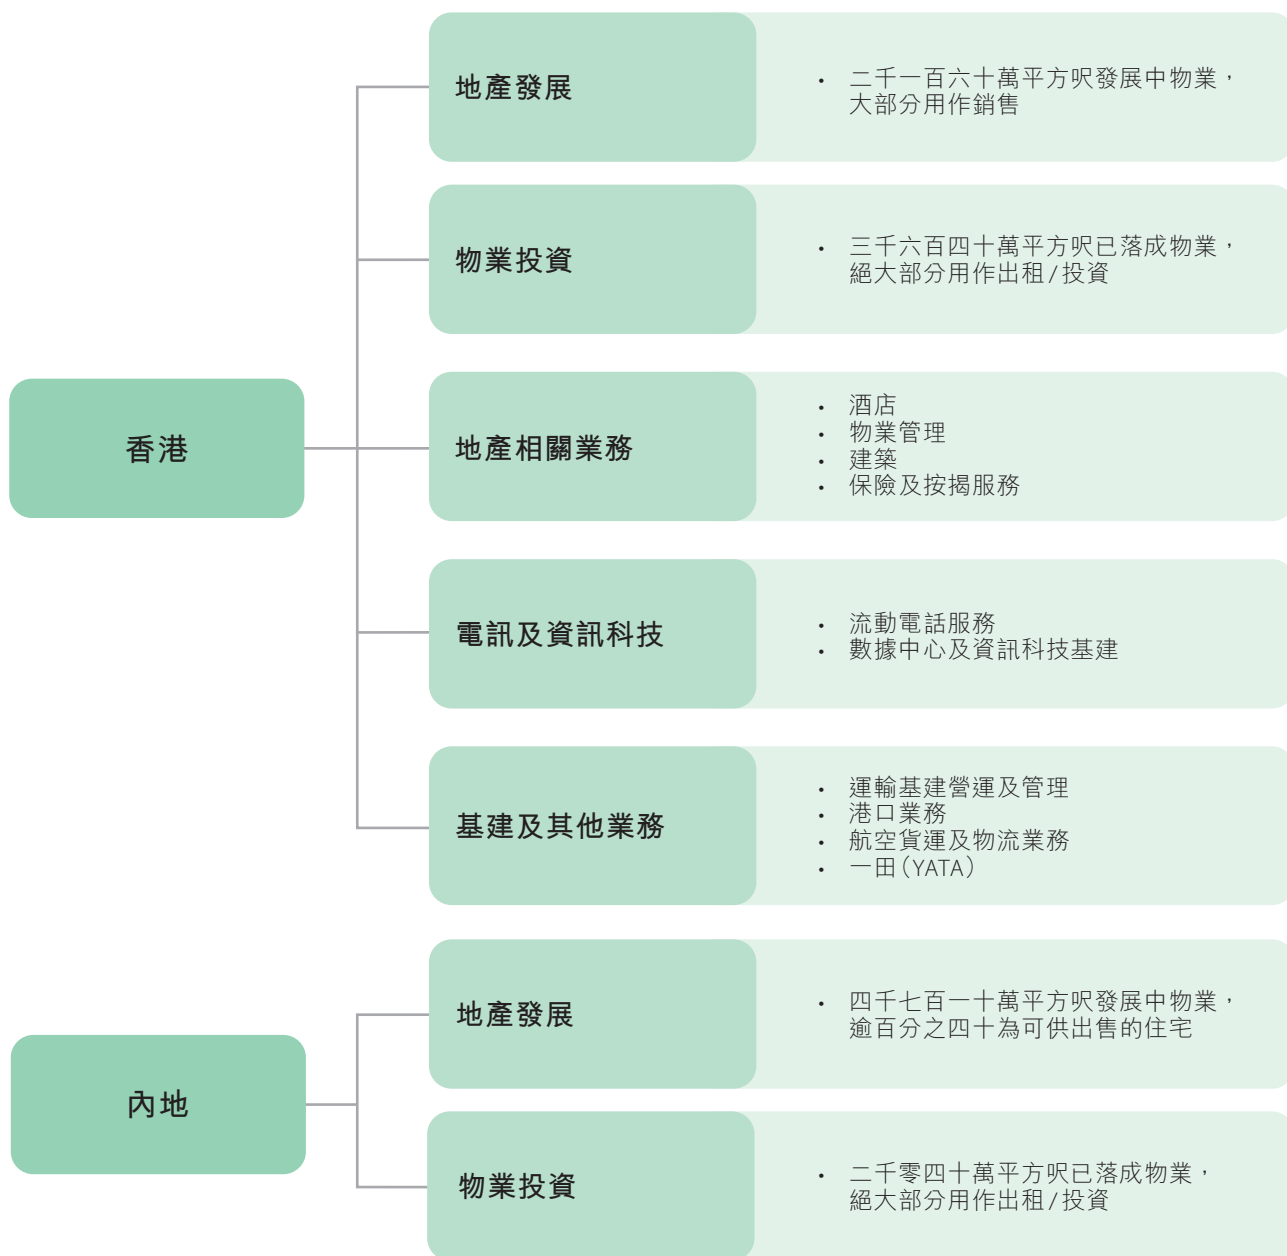 香港
地產發展
• 二千一百六十萬平方呎發展中物業，
大部分用作銷售
物業投資
• 三千六百四十萬平方呎已落成物業，
絕大部分用作出租/投資
地產相關業務
• 酒店
• 物業管理
• 建築
• 保險及按揭服務
電訊及資訊科技
• 流動電話服務
• 數據中心及資訊科技基建
基建及其他業務
• 運輸基建營運及管理
• 港口業務
• 航空貨運及物流業務
• 一田(YATA)
內地
地產發展
• 四千七百一十萬平方呎發展中物業，
逾百分之四十為可供出售的住宅
物業投資
• 二千零四十萬平方呎已落成物業，
絕大部分用作出租/投資